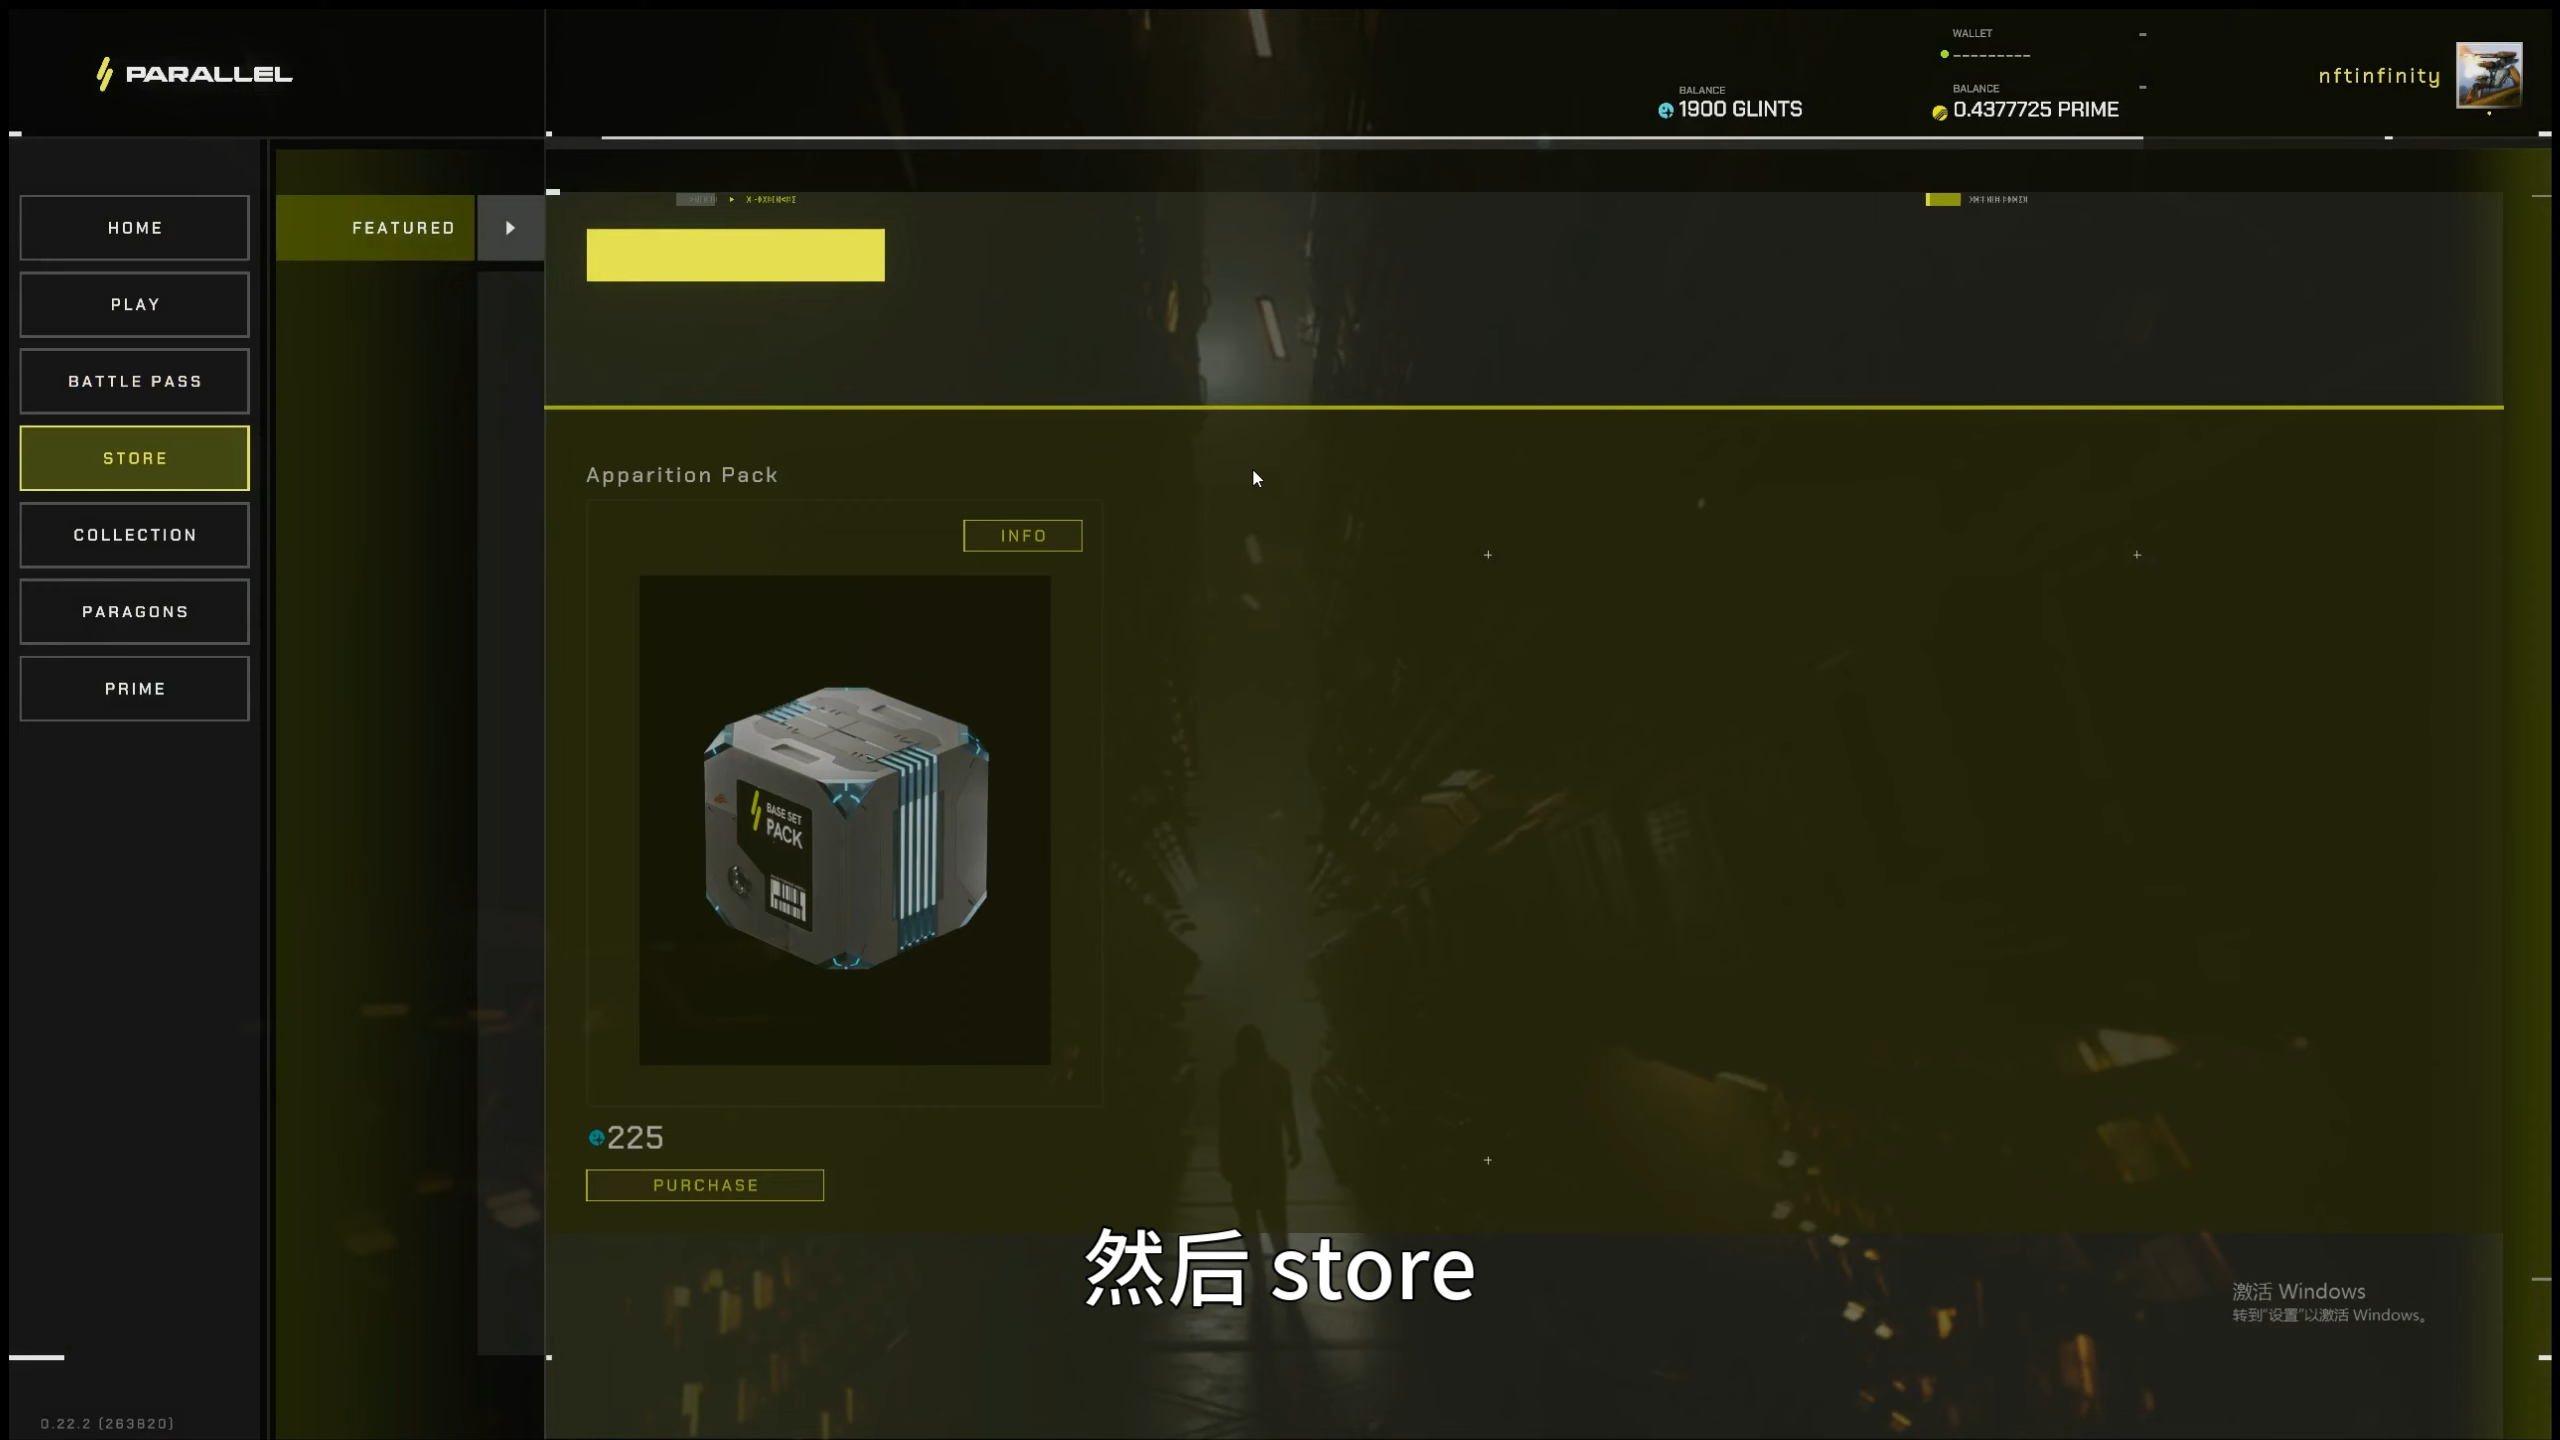 PARALLEL
WALLET
---------
BALANCE
1900 GLINTS
BALANCE
0.4377725 PRIME
nftinfinity
HOME
PLAY
BATTLE PASS
STORE
COLLECTION
PARAGONS
PRIME
FEATURED
Apparition Pack
INFO
BASE SET
PACK
225
PURCHASE
然后 store
激活 Windows
转到“设置”以激活 Windows。
0.22.2 (263820)